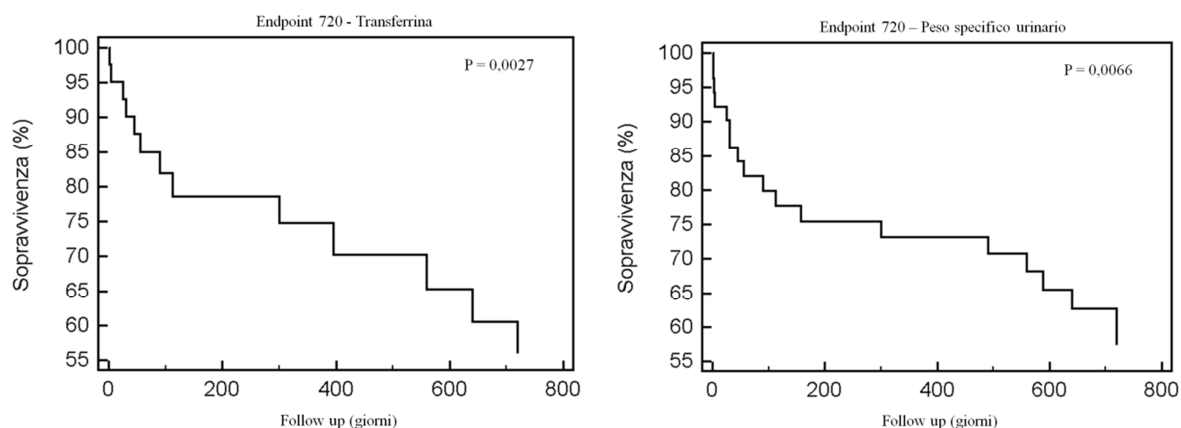 Endpoint 720 - Transferrina
P = 0,0027
Sopravvivenza (%)
100
95
90
85
80
75
70
65
60
55
0 200 400 600 800
Follow up (giorni)
Endpoint 720 – Peso specifico urinario
P = 0,0066
Sopravvivenza (%)
100
95
90
85
80
75
70
65
60
55
0 200 400 600 800
Follow up (giorni)